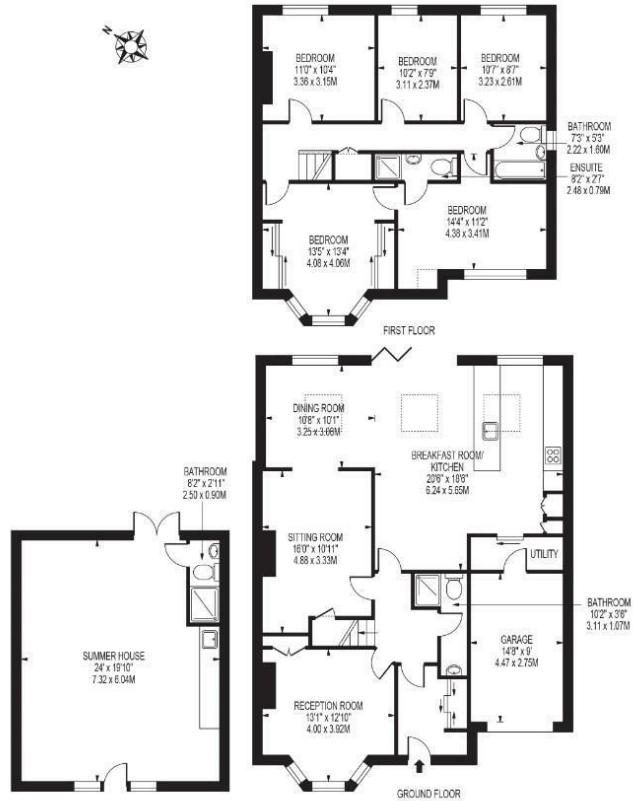 N
BEDROOM
11'0" x 10'4"
3.36 x 3.15M
BEDROOM
10'2" x 7'9"
3.11 x 2.37M
BEDROOM
10'7" x 8'7"
3.23 x 2.61M
BATHROOM
7'3" x 5'3"
2.22 x 1.60M
ENSUITE
8'2" x 2'7"
2.48 x 0.79M
BEDROOM
14'4" x 11'2"
4.38 x 3.41M
BEDROOM
13'5" x 13'4"
4.08 x 4.06M
FIRST FLOOR
DINING ROOM
10'8" x 10'1"
3.25 x 3.08M
BREAKFAST ROOM/
KITCHEN
20'6" x 18'6"
6.24 x 5.65M
BATHROOM
8'2" x 2'11"
2.50 x 0.90M
SITTING ROOM
16'0" x 10'11"
4.88 x 3.33M
UTILITY
BATHROOM
10'2" x 3'6"
3.11 x 1.07M
SUMMER HOUSE
24' x 19'10"
7.32 x 6.04M
GARAGE
14'8" x 9'
4.47 x 2.75M
RECEPTION ROOM
13'1" x 12'10"
4.00 x 3.92M
GROUND FLOOR